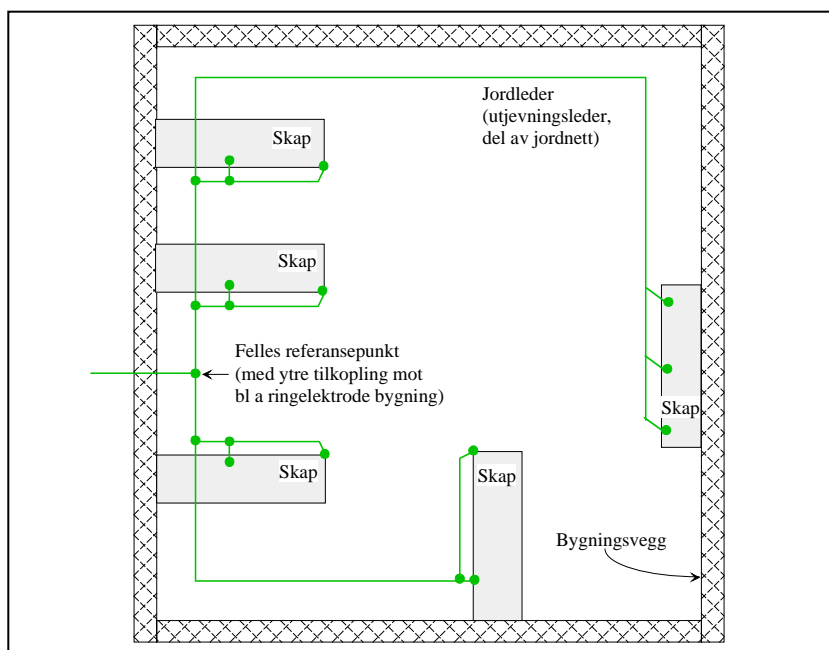 Jordleder
(utjevningsleder,
del av jordnett)
Skap
Skap
Felles referansepunkt
(med ytre tilkopling mot
bl a ringelektrode bygning)
Skap
Skap
Skap
Bygningsvegg